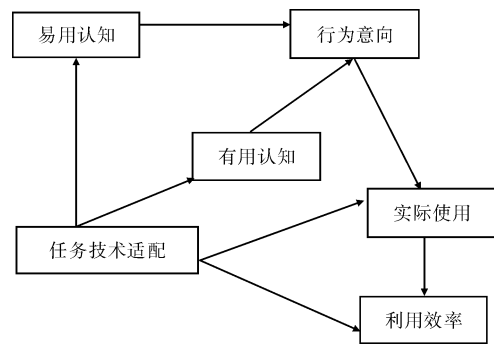 易用认知
行为意向
有用认知
实际使用
任务技术适配
利用效率